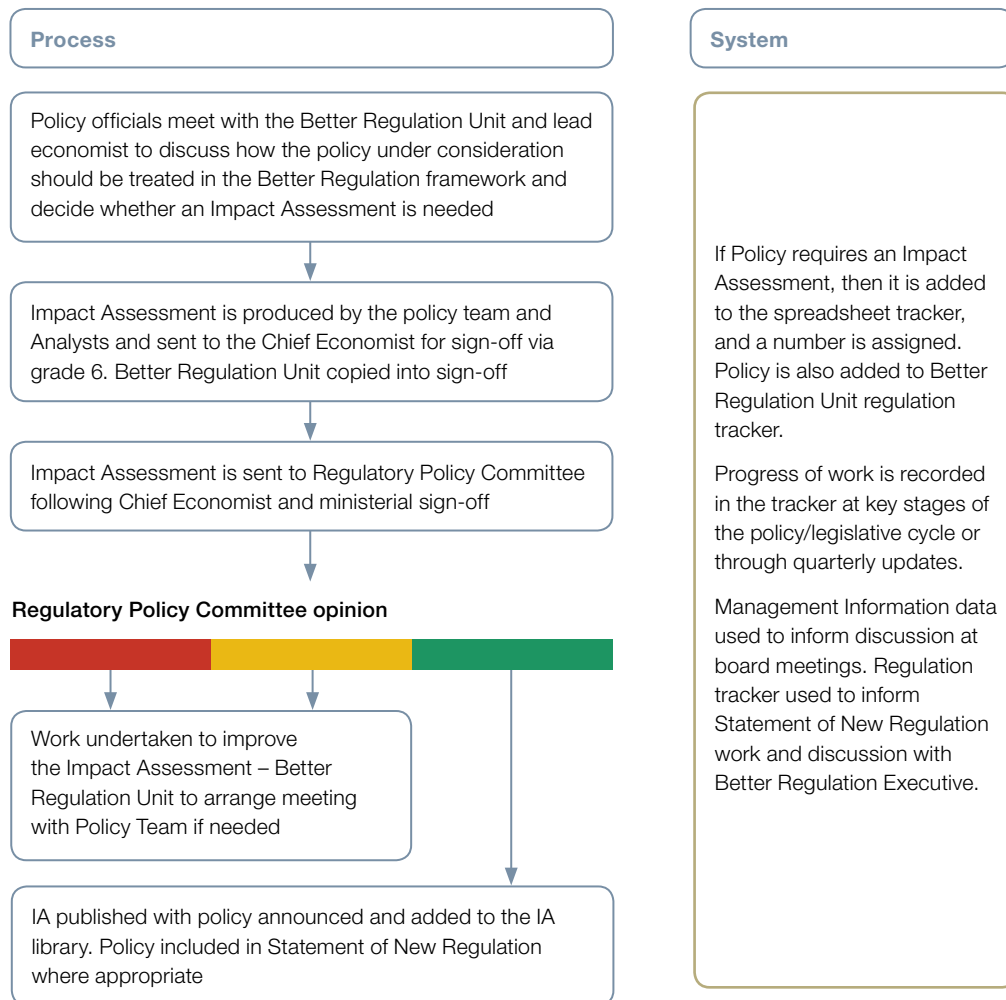 Process
Policy officials meet with the Better Regulation Unit and lead
economist to discuss how the policy under consideration
should be treated in the Better Regulation framework and
decide whether an Impact Assessment is needed
Impact Assessment is produced by the policy team and
Analysts and sent to the Chief Economist for sign-off via
grade 6. Better Regulation Unit copied into sign-off
Impact Assessment is sent to Regulatory Policy Committee
following Chief Economist and ministerial sign-off
Regulatory Policy Committee opinion
Work undertaken to improve
the Impact Assessment – Better
Regulation Unit to arrange meeting
with Policy Team if needed
IA published with policy announced and added to the IA
library. Policy included in Statement of New Regulation
where appropriate
System
If Policy requires an Impact
Assessment, then it is added
to the spreadsheet tracker,
and a number is assigned.
Policy is also added to Better
Regulation Unit regulation
tracker.
Progress of work is recorded
in the tracker at key stages of
the policy/legislative cycle or
through quarterly updates.
Management Information data
used to inform discussion at
board meetings. Regulation
tracker used to inform
Statement of New Regulation
work and discussion with
Better Regulation Executive.